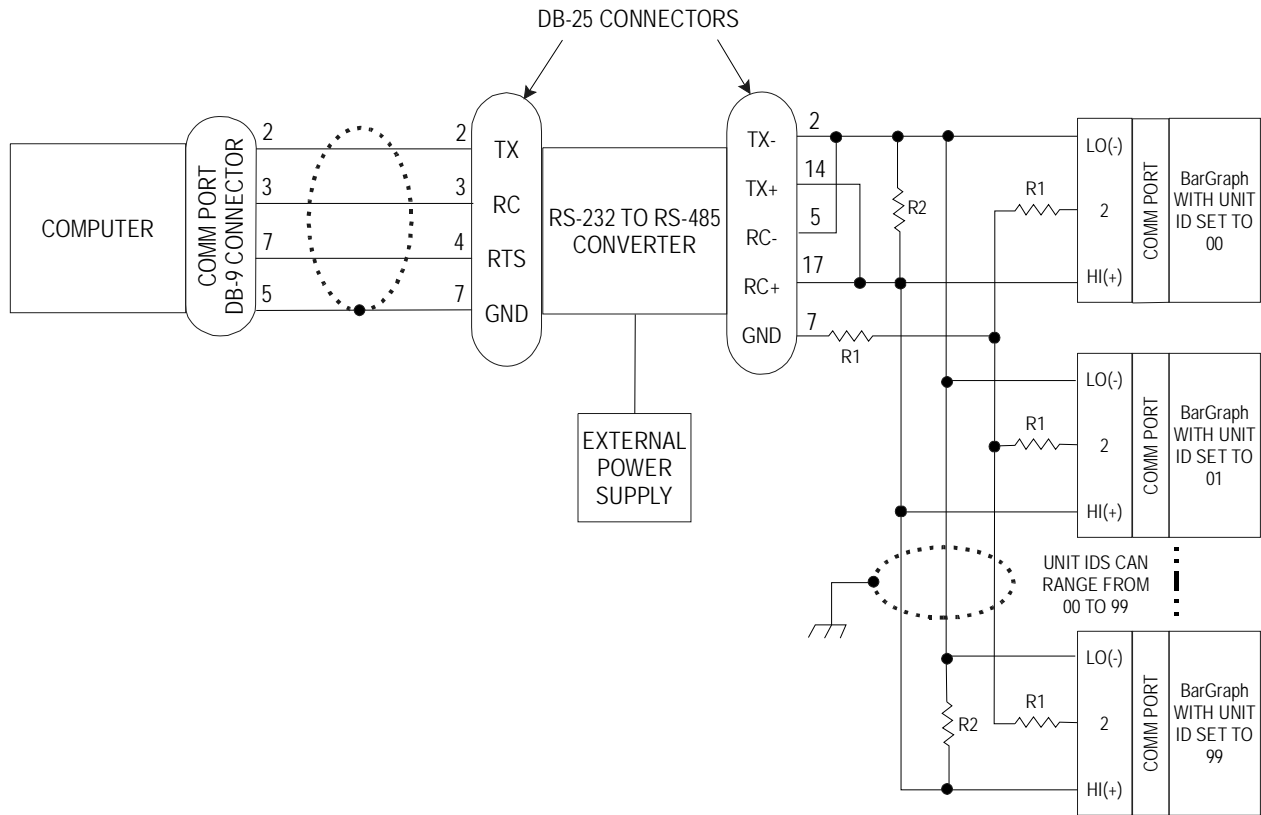 DB-25 CONNECTORS
COMPUTER
COMM PORT
DB-9 CONNECTOR
2
3
7
5
2
3
4
7
TX
RC
RTS
GND
RS-232 TO RS-485
CONVERTER
EXTERNAL
POWER
SUPPLY
TX-
TX+
RC-
RC+
GND
2
14
5
17
7
R1
R2
R1
LO(-)
2
HI(+)
COMM PORT
BarGraph
WITH UNIT
ID SET TO
00
R1
LO(-)
2
HI(+)
COMM PORT
BarGraph
WITH UNIT
ID SET TO
01
UNIT IDS CAN
RANGE FROM
00 TO 99
R2
R1
LO(-)
2
HI(+)
COMM PORT
BarGraph
WITH UNIT
ID SET TO
99